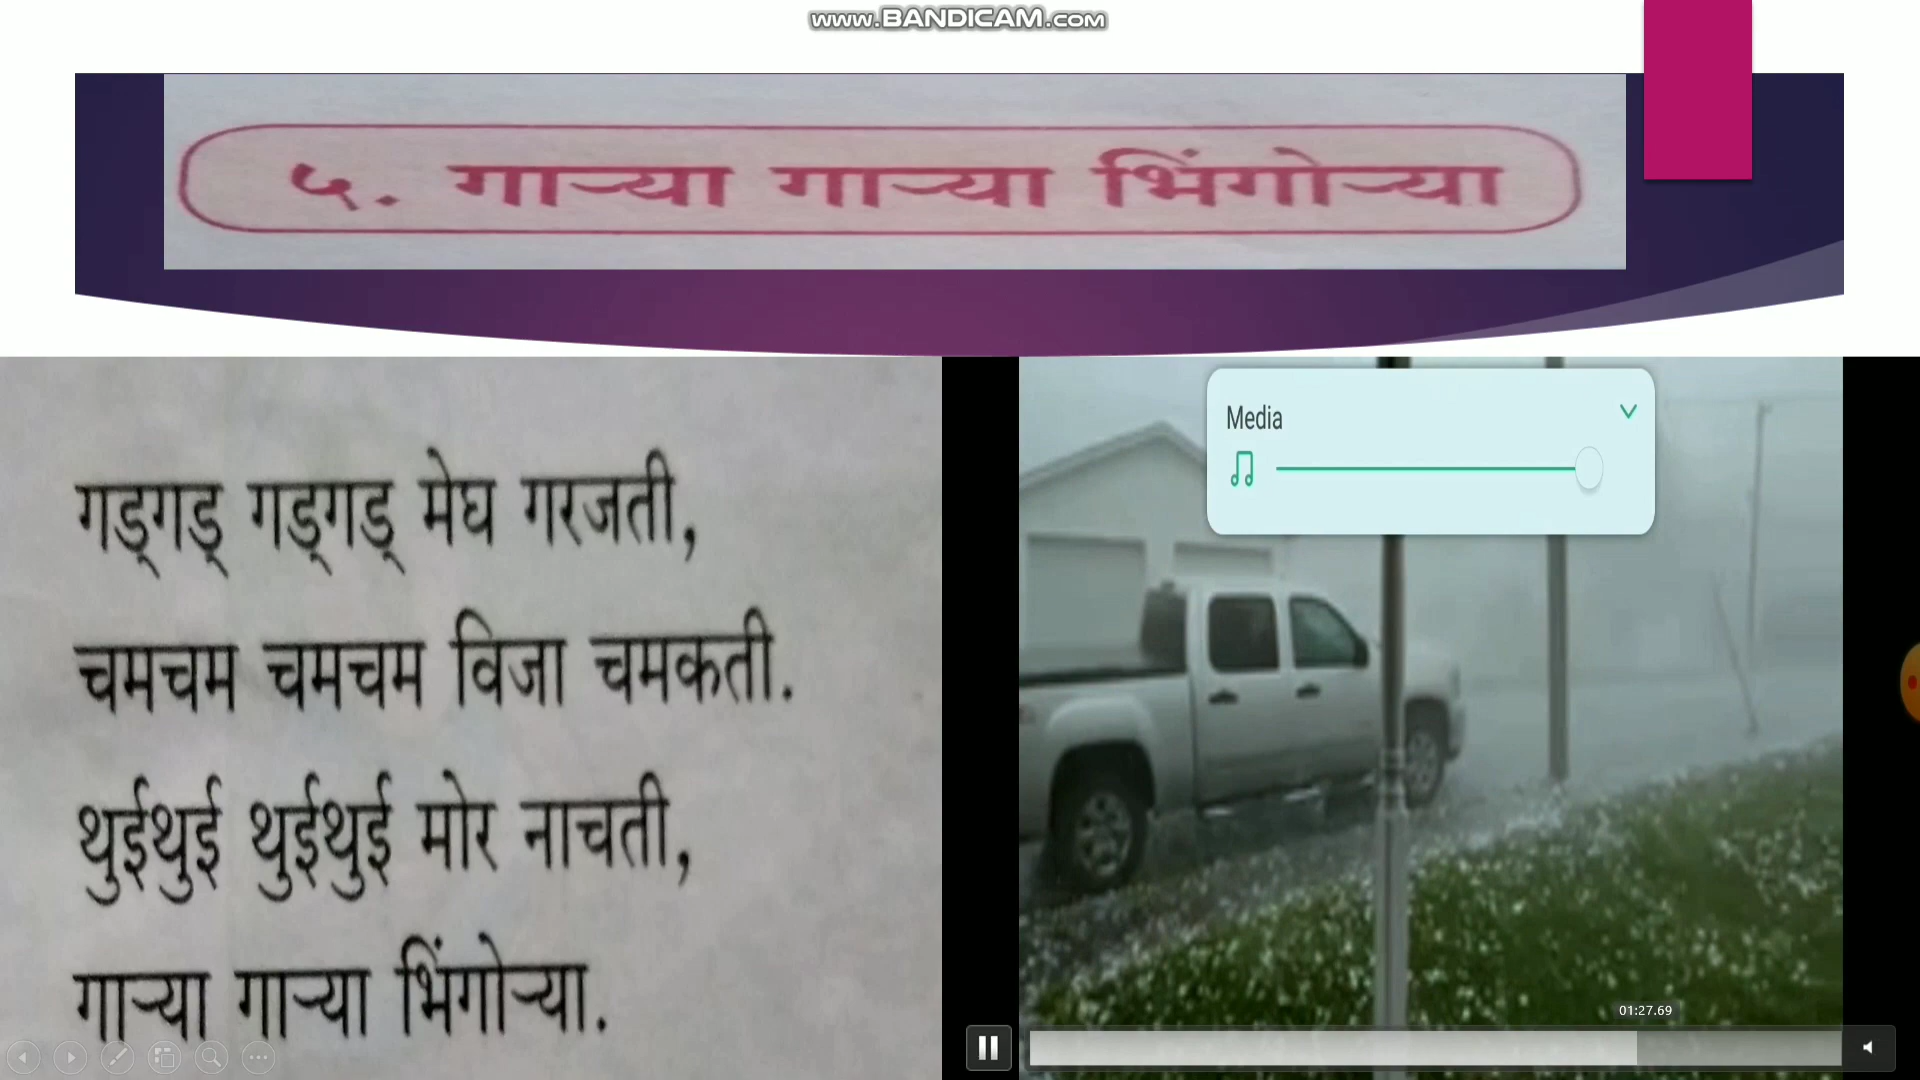 www.BANDICAM.com
५. गाऱ्या गाऱ्या भिंगोऱ्या
गड्गड् गड्गड् मेघ गरजती,
चमचम चमचम विजा चमकती.
थुईथुई थुईथुई मोर नाचती,
गाऱ्या गाऱ्या भिंगोऱ्या.
Media
01:27.69